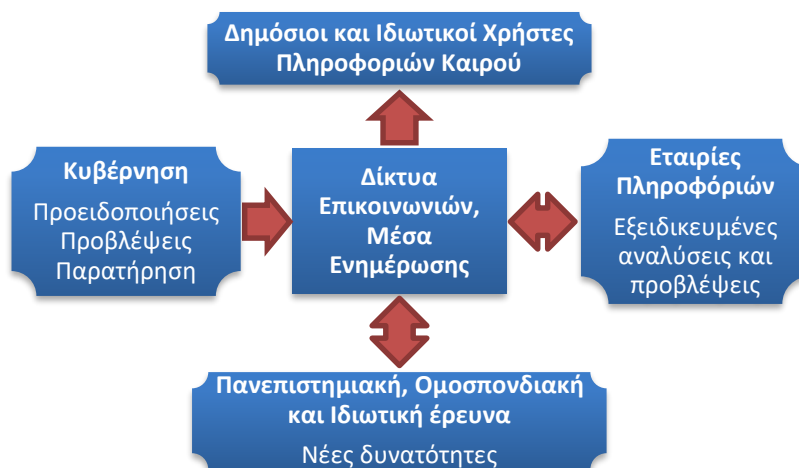 Δημόσιοι και Ιδιωτικοί Χρήστες
Πληροφοριών Καιρού
Κυβέρνηση
Προειδοποιήσεις
Προβλέψεις
Παρατήρηση
Δίκτυα
Επικοινωνιών,
Μέσα
Ενημέρωσης
Εταιρίες
Πληροφόριών
Εξειδικευμένες
αναλύσεις και
προβλέψεις
Πανεπιστημιακή, Ομοσπονδιακή
και Ιδιωτική έρευνα
Νέες δυνατότητες